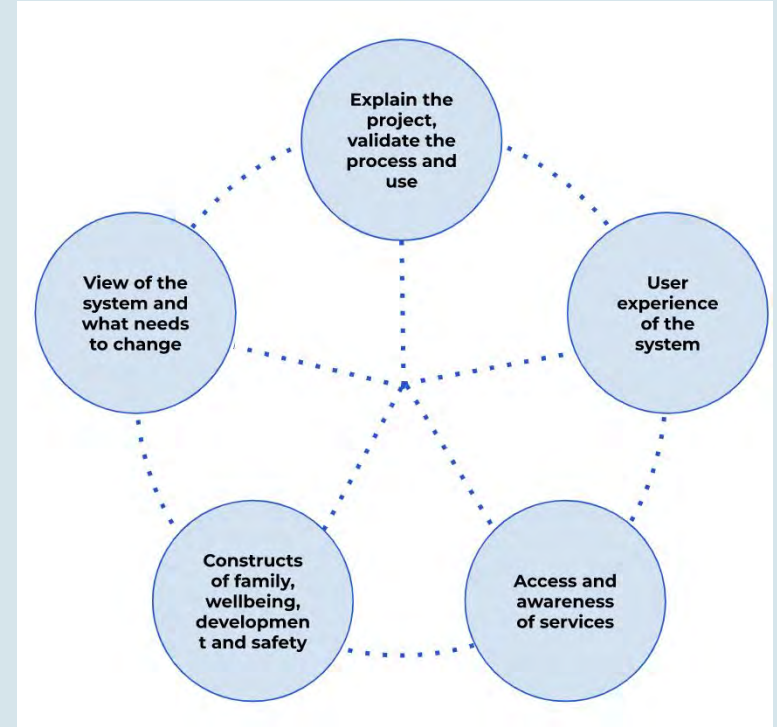 Explain the
project,
validate the
process and
use
View of the
system and
what needs
to change
User
experience
of the
system
Constructs
of family,
wellbeing,
developmen
t and safety
Access and
awareness
of services